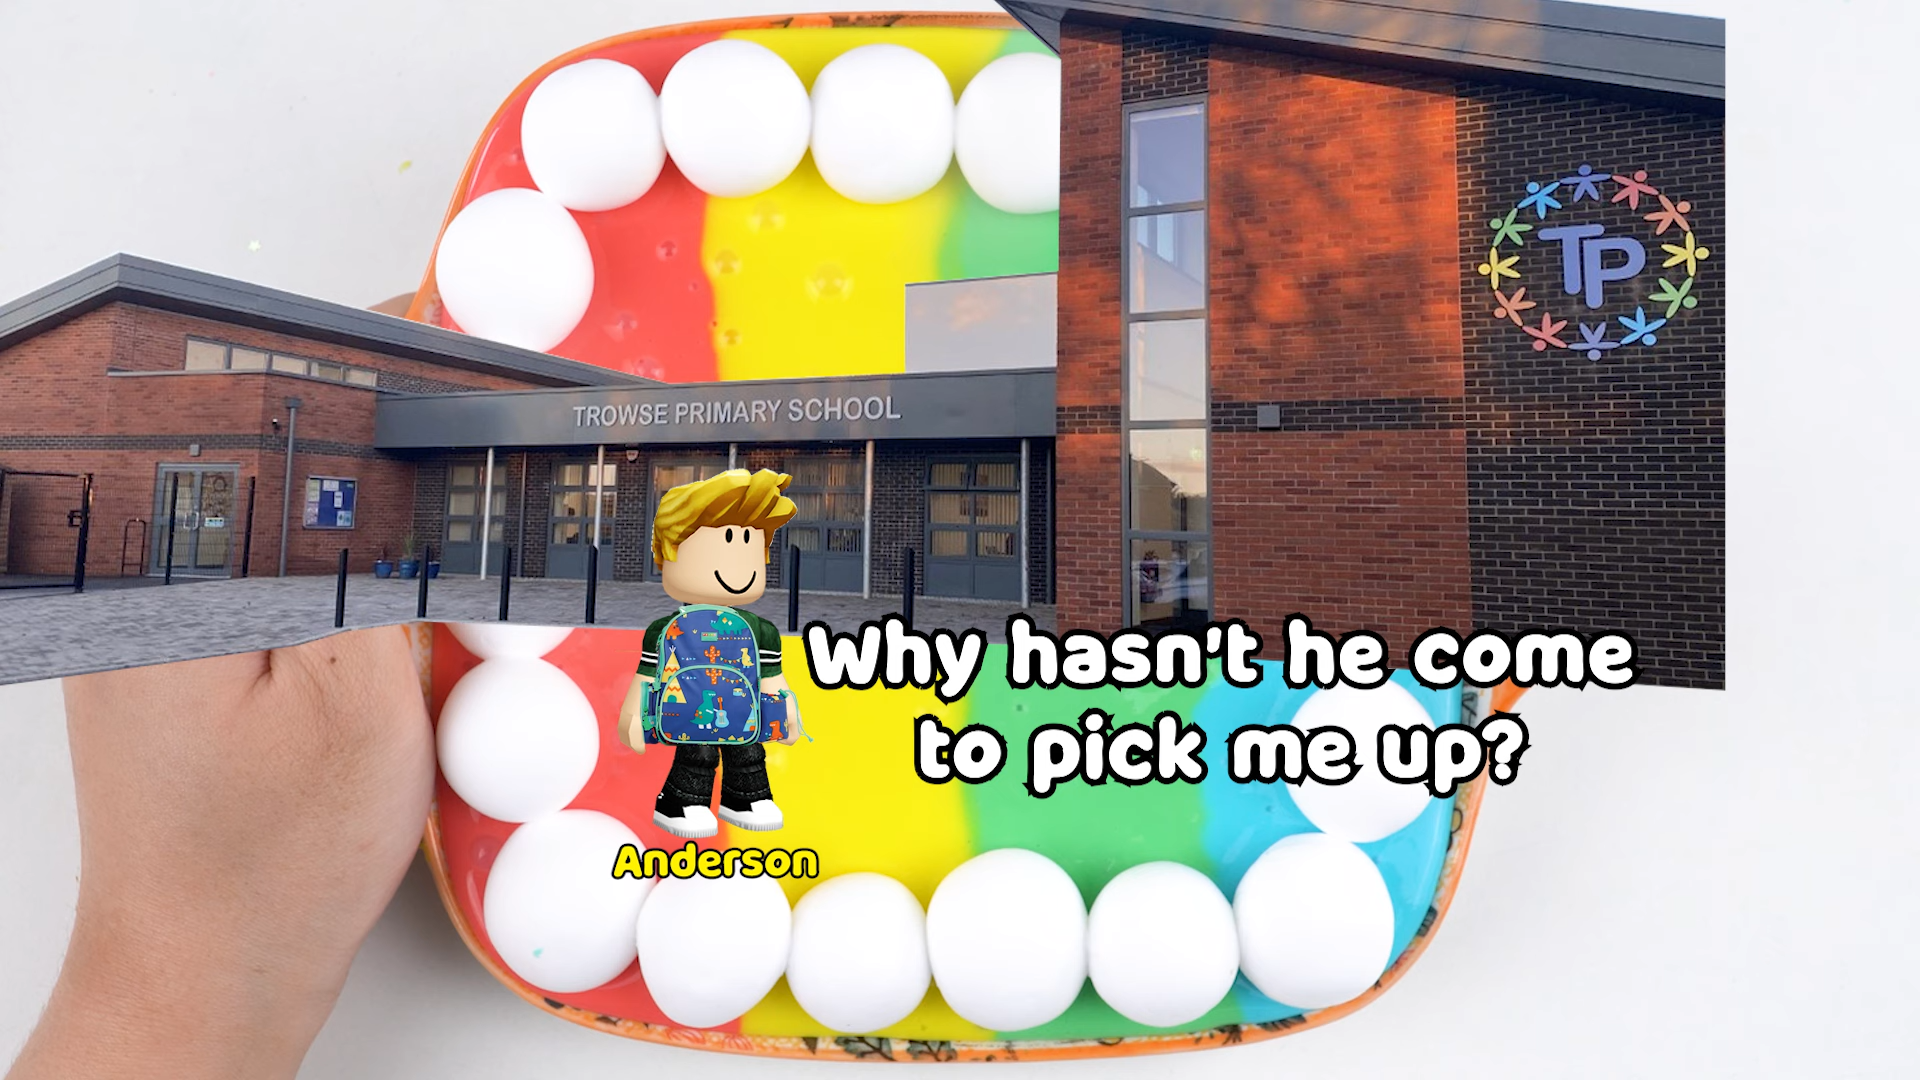 TROWSE PRIMARY SCHOOL
TP
Why hasn't he come
to pick me up?
Anderson